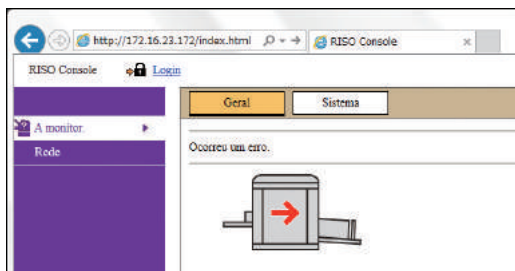 http://172.16.23.172/index.html
RISO Console
RISO Console
Login
Geral
Sistema
A monitor.
Rede
Ocorreu um erro.